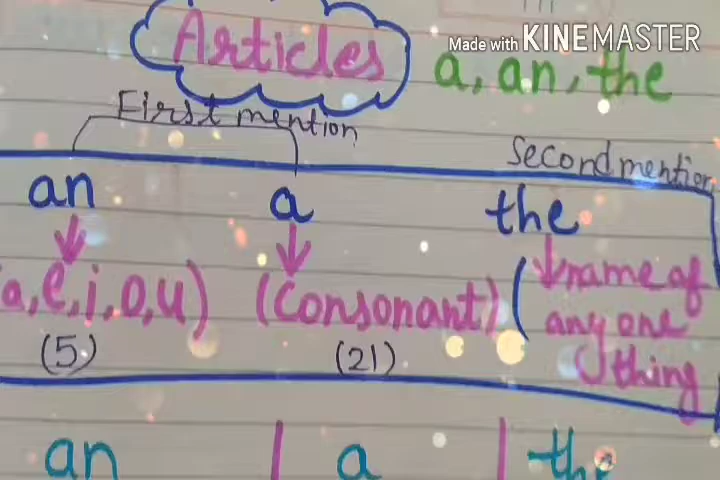 Made with KINEMASTER
Articles a, an, the
First mention
Second mention
an a the
(a, e, i, o, u) (Consonant) (name of
any one
thing
(5) (21)
an | a | the